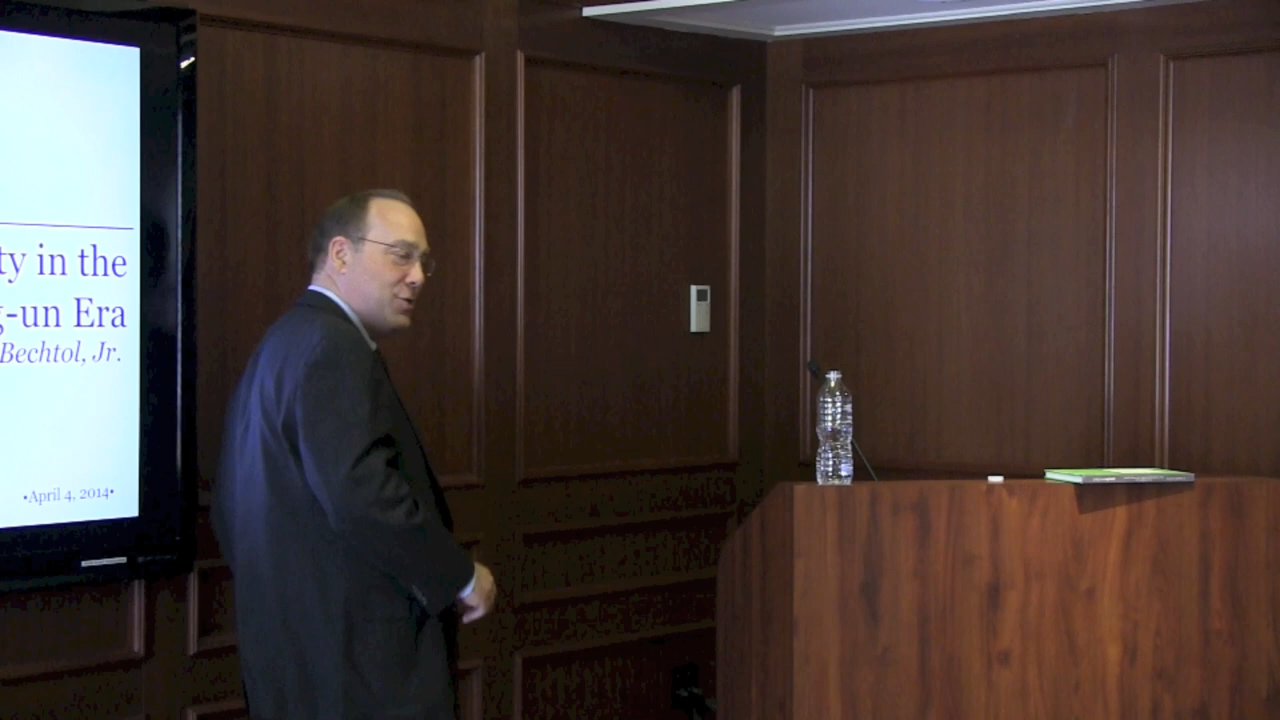 ty in the
g-un Era
Bechtol, Jr.
•April 4, 2014•